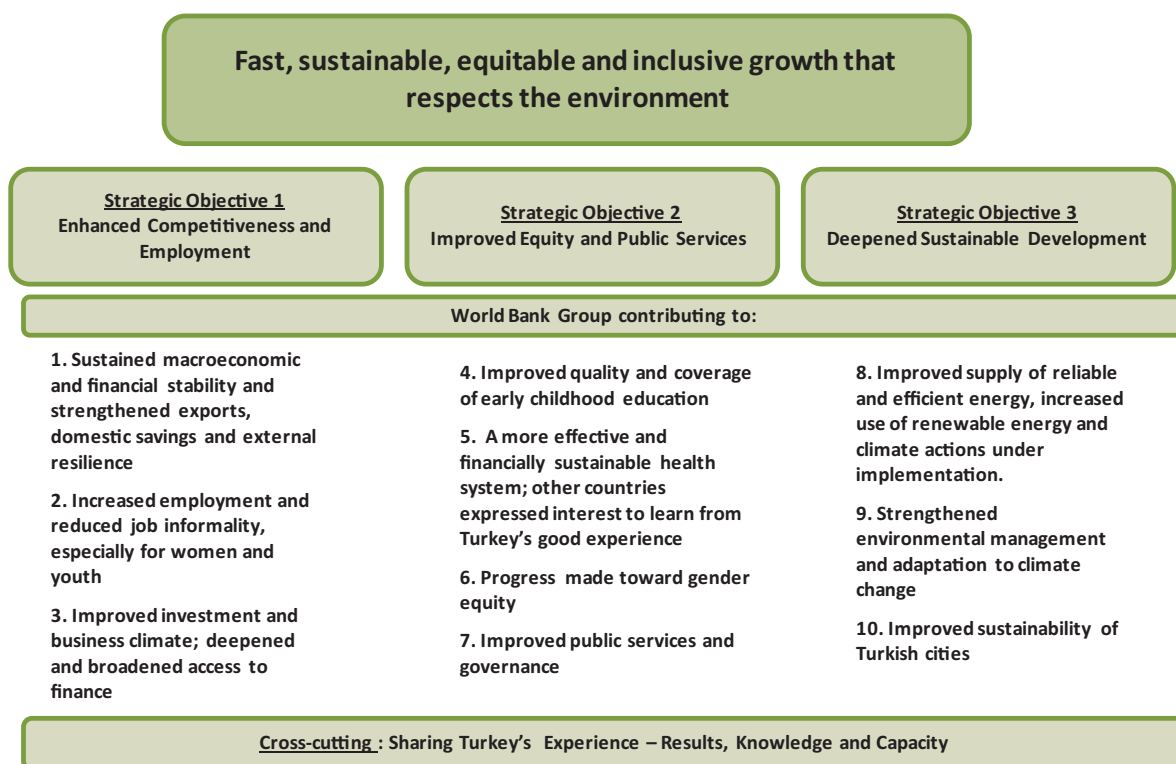 Fast, sustainable, equitable and inclusive growth that
respects the environment
Strategic Objective 1
Enhanced Competitiveness and
Employment
Strategic Objective 2
Improved Equity and Public Services
Strategic Objective 3
Deepened Sustainable Development
World Bank Group contributing to:
1. Sustained macroeconomic
and financial stability and
strengthened exports,
domestic savings and external
resilience
2. Increased employment and
reduced job informality,
especially for women and
youth
3. Improved investment and
business climate; deepened
and broadened access to
finance
4. Improved quality and coverage
of early childhood education
5. A more effective and
financially sustainable health
system; other countries
expressed interest to learn from
Turkey’s good experience
6. Progress made toward gender
equity
7. Improved public services and
governance
8. Improved supply of reliable
and efficient energy, increased
use of renewable energy and
climate actions under
implementation.
9. Strengthened
environmental management
and adaptation to climate
change
10. Improved sustainability of
Turkish cities
Cross-cutting : Sharing Turkey’s Experience – Results, Knowledge and Capacity